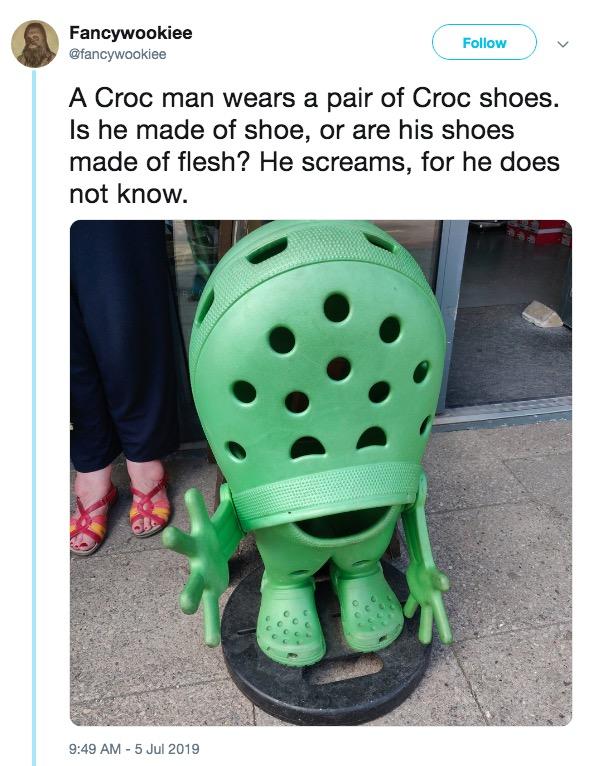 Fancywookiee
@fancywookiee
Follow
A Croc man wears a pair of Croc shoes.
Is he made of shoe, or are his shoes
made of flesh? He screams, for he does
not know.
9:49 AM - 5 Jul 2019